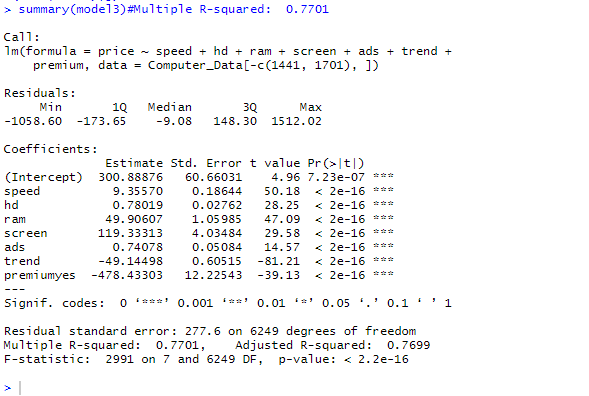 > summary(model3)#Multiple R-squared:  0.7701

Call:
lm(formula = price ~ speed + hd + ram + screen + ads + trend +
    premium, data = Computer_Data[-c(1441, 1701), ])

Residuals:
     Min       1Q   Median       3Q      Max
-1058.60  -173.65    -9.08   148.30  1512.02

Coefficients:
              Estimate Std. Error t value Pr(>|t|)
(Intercept)  300.88876   60.66031    4.96 7.23e-07 ***
speed          9.35570    0.18644   50.18  < 2e-16 ***
hd             0.78019    0.02762   28.25  < 2e-16 ***
ram           49.90607    1.05985   47.09  < 2e-16 ***
screen       119.33313    4.03484   29.58  < 2e-16 ***
ads            0.74078    0.05084   14.57  < 2e-16 ***
trend        -49.14498    0.60515  -81.21  < 2e-16 ***
premiumyes  -478.43303   12.22543  -39.13  < 2e-16 ***
---
Signif. codes:  0 ‘***’ 0.001 ‘**’ 0.01 ‘*’ 0.05 ‘.’ 0.1 ‘ ’ 1

Residual standard error: 277.6 on 6249 degrees of freedom
Multiple R-squared:  0.7701,    Adjusted R-squared:  0.7699
F-statistic:  2991 on 7 and 6249 DF,  p-value: < 2.2e-16

>